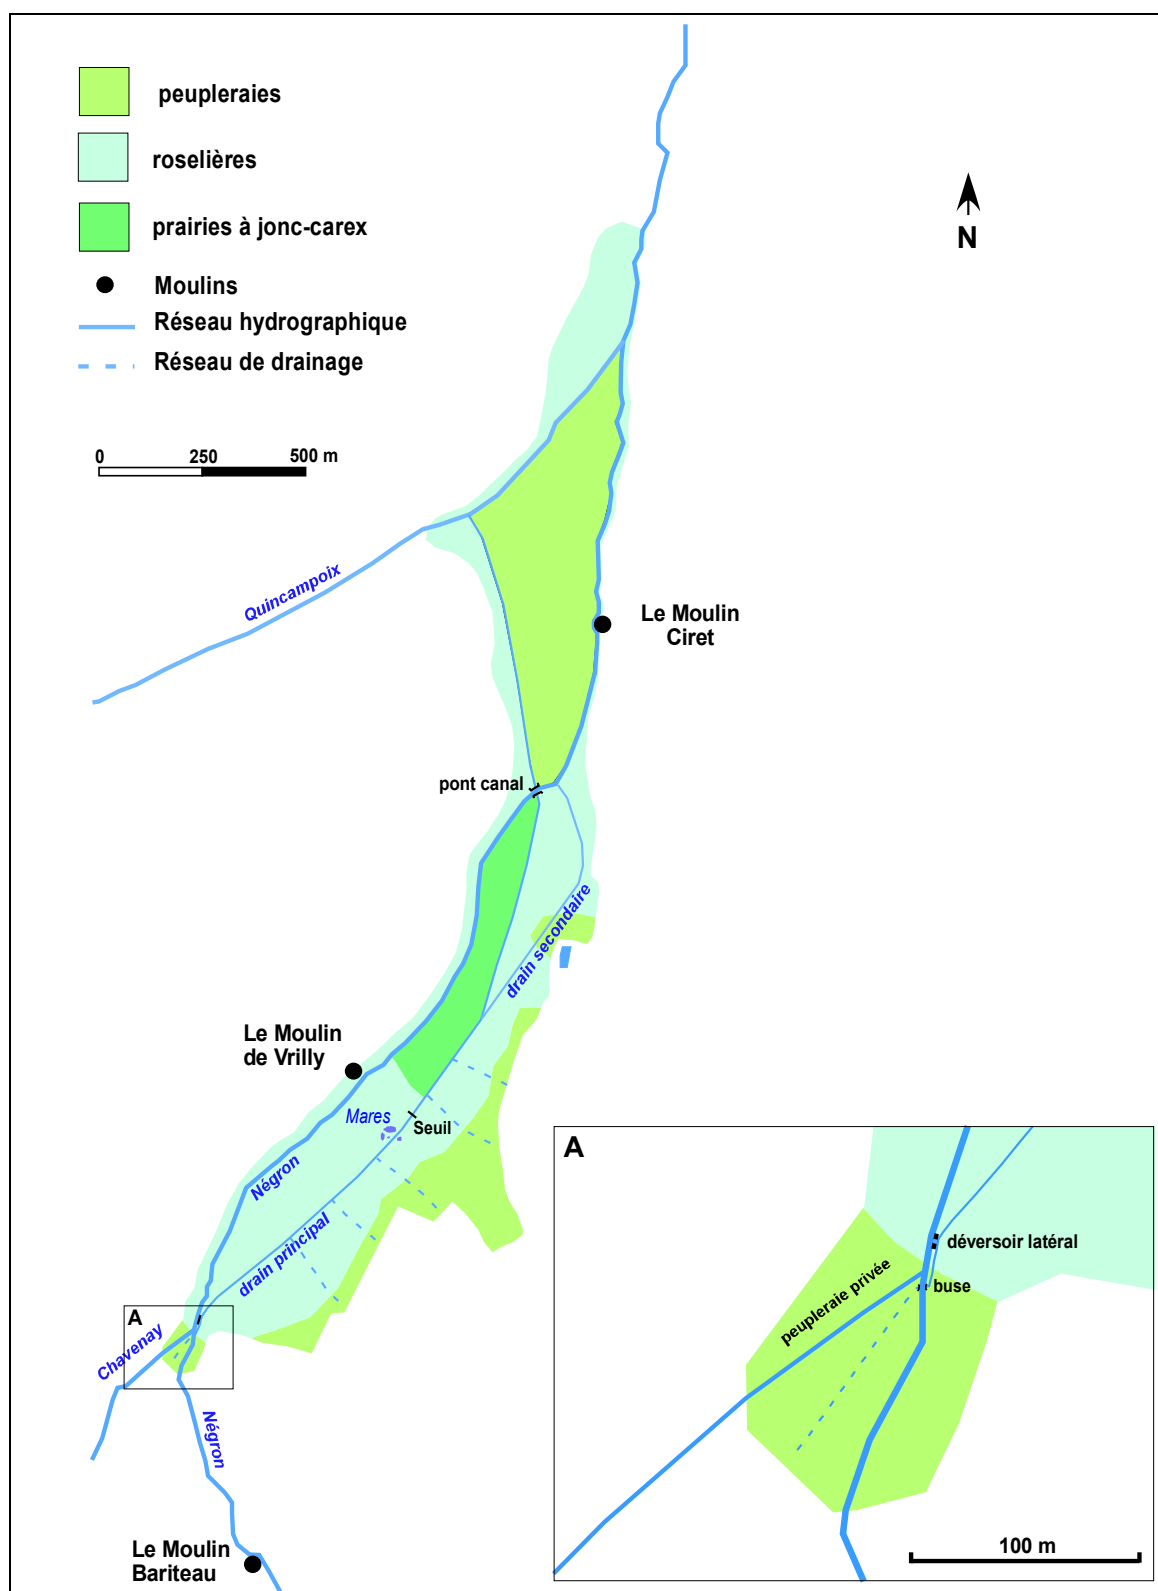 peupleraies
roselières
prairies à jonc-carex
Moulins
Réseau hydrographique
Réseau de drainage
N
0 250 500 m
Quincampoix
Le Moulin
Ciret
pont canal
drain secondaire
Le Moulin
de Vrilly
Mares
Seuil
Négron
drain principal
A
Chavenay
Négron
Le Moulin
Bariteau
A
déversoir latéral
buse
peupleraie privée
100 m